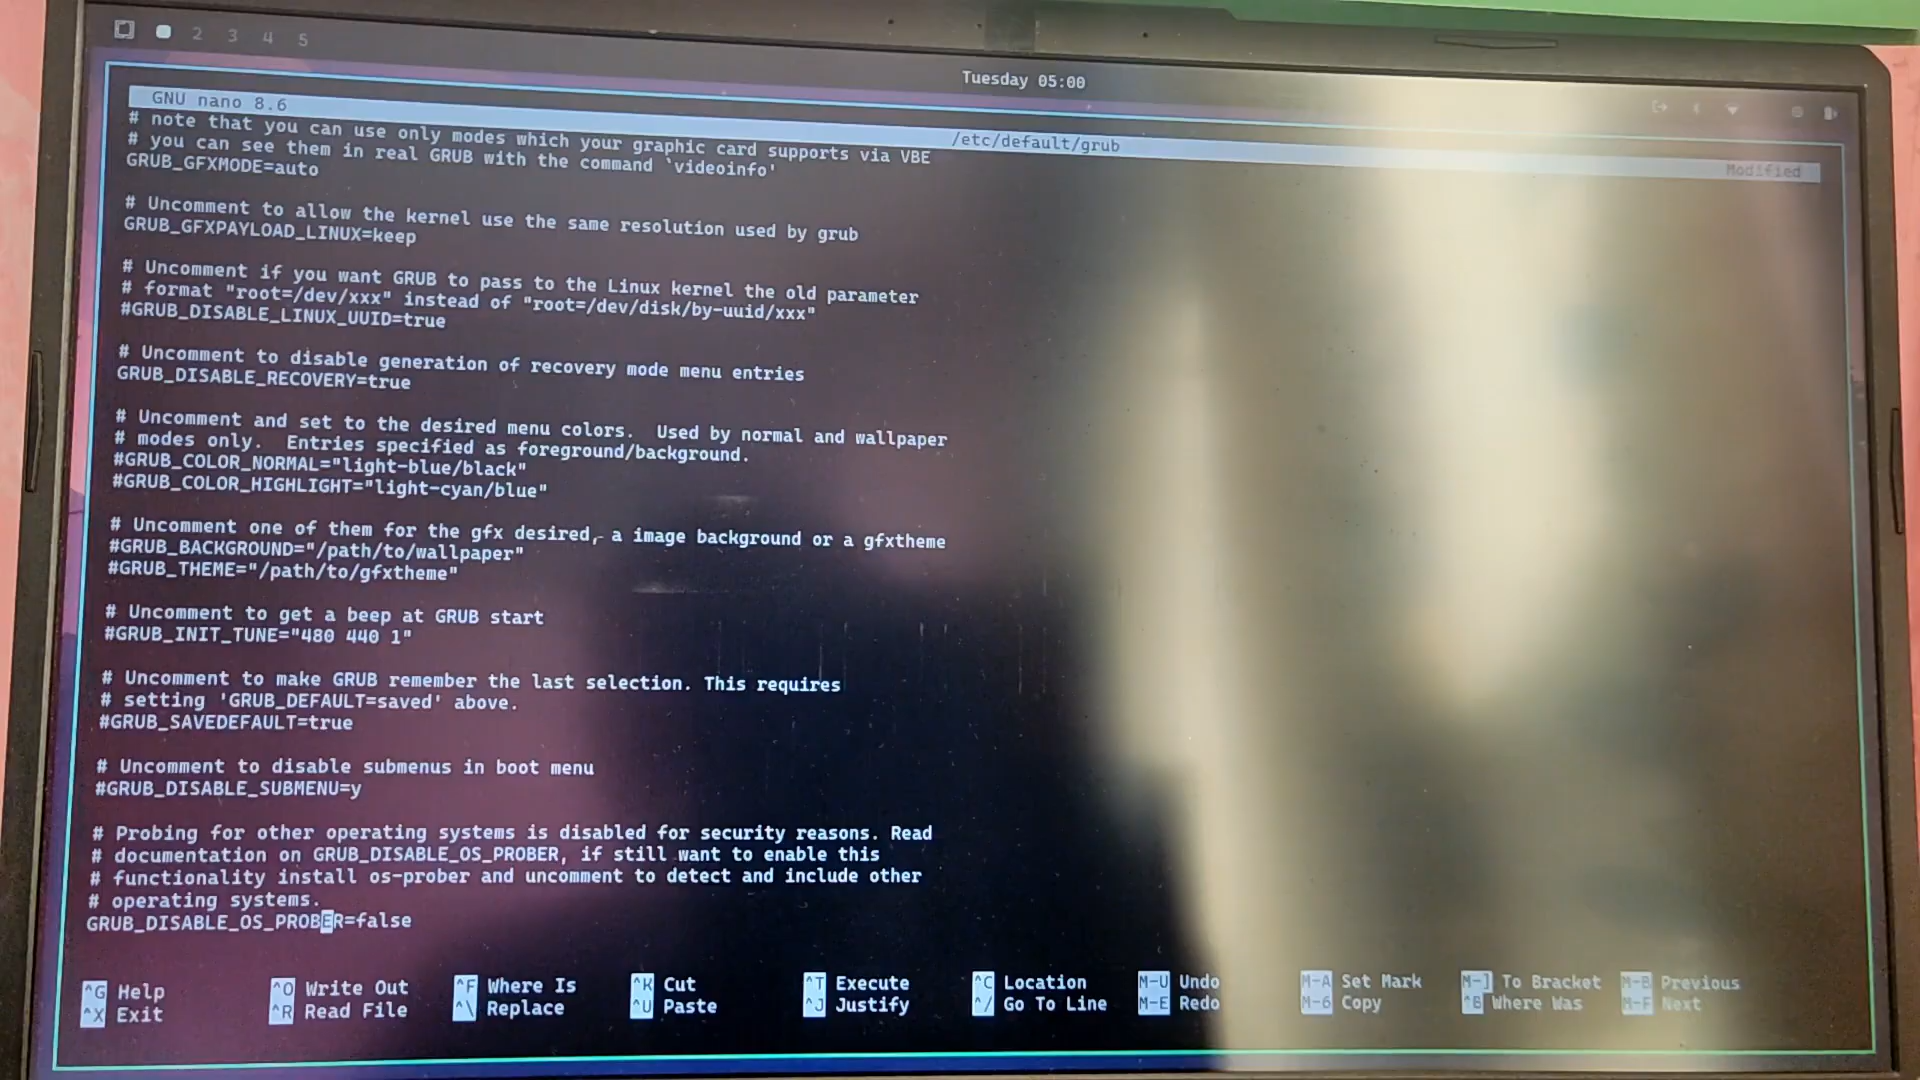 2 3 4 5
Tuesday 05:00
GNU nano 8.6 /etc/default/grub Modified
# note that you can use only modes which your graphic card supports via VBE
# you can see them in real GRUB with the command `videoinfo'
GRUB_GFXMODE=auto
# Uncomment to allow the kernel use the same resolution used by grub
GRUB_GFXPAYLOAD_LINUX=keep
# Uncomment if you want GRUB to pass to the Linux kernel the old parameter
# format "root=/dev/xxx" instead of "root=/dev/disk/by-uuid/xxx"
#GRUB_DISABLE_LINUX_UUID=true
# Uncomment to disable generation of recovery mode menu entries
GRUB_DISABLE_RECOVERY=true
# Uncomment and set to the desired menu colors.  Used by normal and wallpaper
# modes only.  Entries specified as foreground/background.
#GRUB_COLOR_NORMAL="light-blue/black"
#GRUB_COLOR_HIGHLIGHT="light-cyan/blue"
# Uncomment one of them for the gfx desired, a image background or a gfxtheme
#GRUB_BACKGROUND="/path/to/wallpaper"
#GRUB_THEME="/path/to/gfxtheme"
# Uncomment to get a beep at GRUB start
#GRUB_INIT_TUNE="480 440 1"
# Uncomment to make GRUB remember the last selection. This requires
# setting 'GRUB_DEFAULT=saved' above.
#GRUB_SAVEDEFAULT=true
# Uncomment to disable submenus in boot menu
#GRUB_DISABLE_SUBMENU=y
# Probing for other operating systems is disabled for security reasons. Read
# documentation on GRUB_DISABLE_OS_PROBER, if still want to enable this
# functionality install os-prober and uncomment to detect and include other
# operating systems.
GRUB_DISABLE_OS_PROBER=false
^G Help ^O Write Out ^F Where Is ^K Cut ^T Execute ^C Location M-U Undo M-A Set Mark M-] To Bracket M-B Previous
^X Exit ^R Read File ^\ Replace ^U Paste ^J Justify ^/ Go To Line M-E Redo M-6 Copy ^B Where Was M-F Next